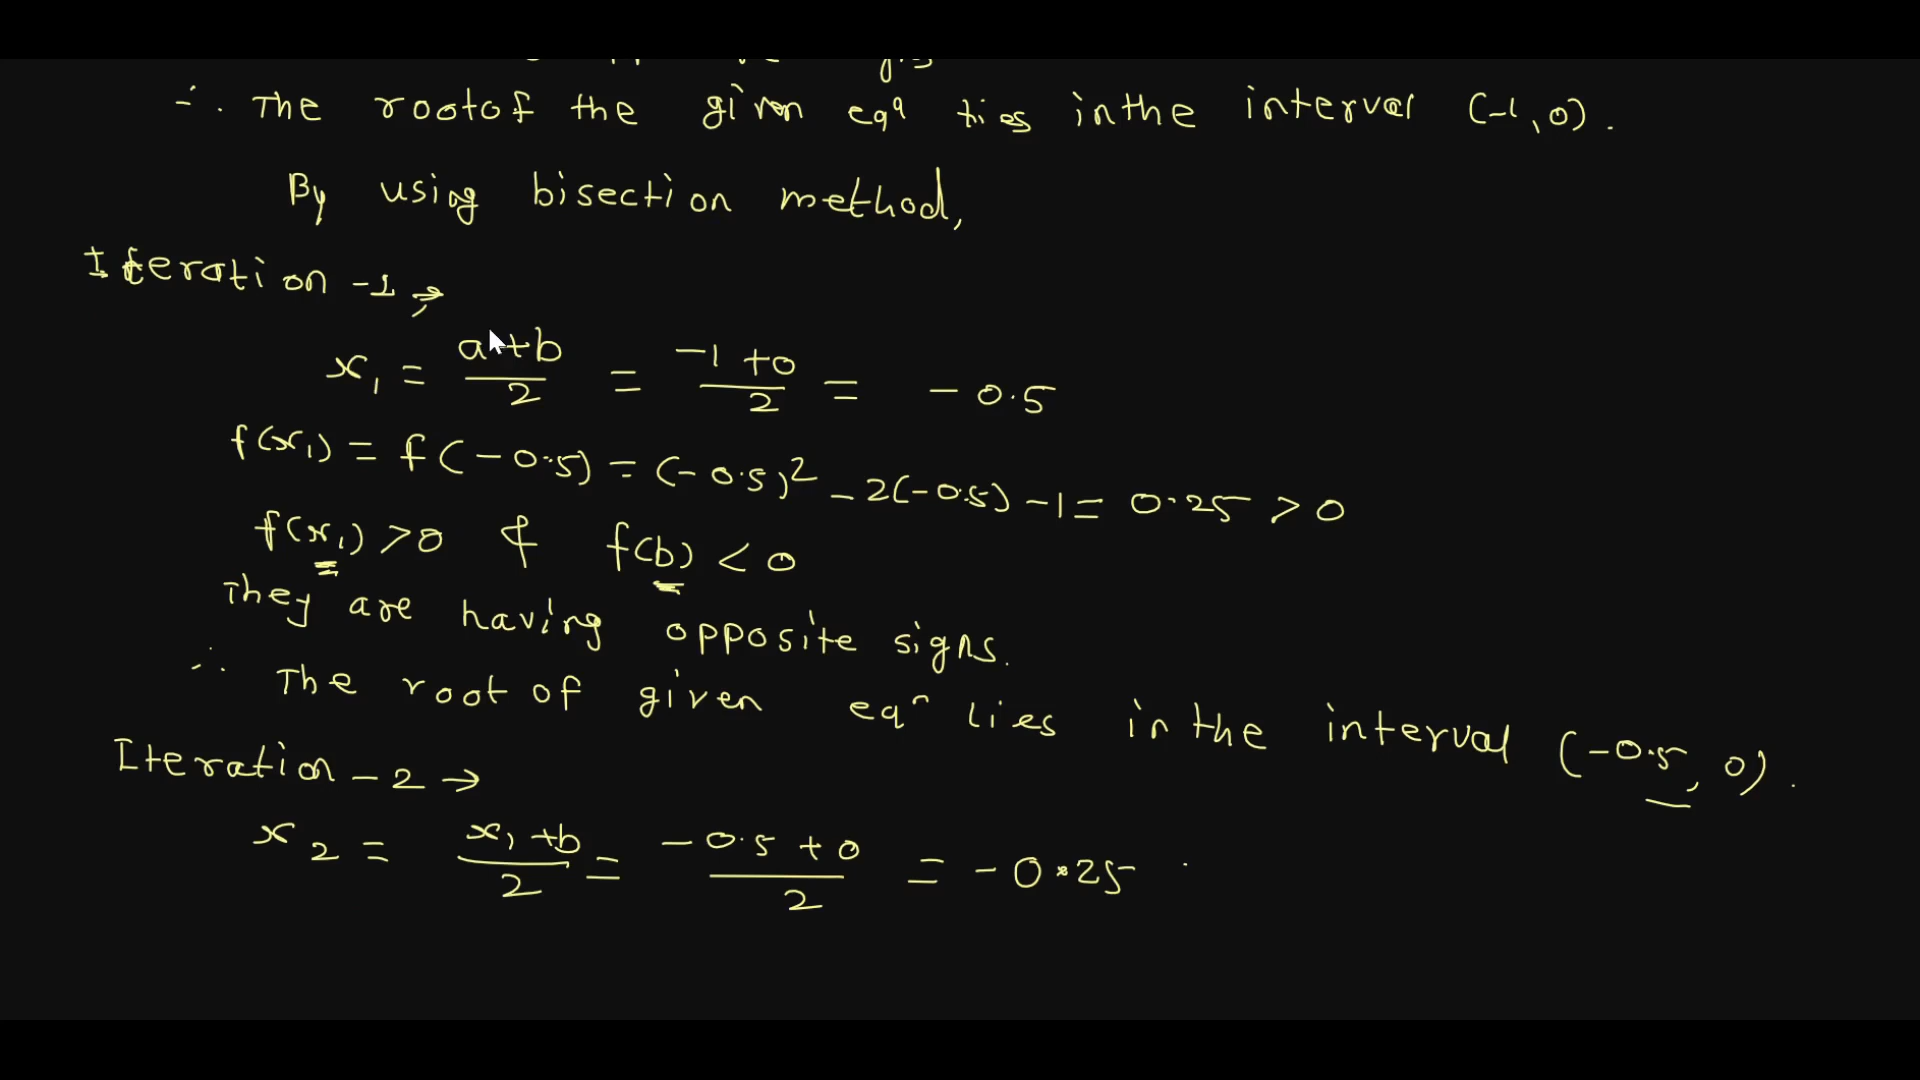 ∴ The root of the given eqn lies in the interval (-1, 0).
By using bisection method,
Iteration -1 →
x₁ = a+b/2 = -1+0/2 = -0.5
f(x₁) = f(-0.5) = (-0.5)² - 2(-0.5) - 1 = 0.25 > 0
f(x₁) > 0 & f(b) < 0
They are having opposite signs.
∴ The root of given eqn lies in the interval (-0.5, 0).
Iteration - 2 →
x₂ = x₁+b/2 = -0.5+0/2 = -0.25